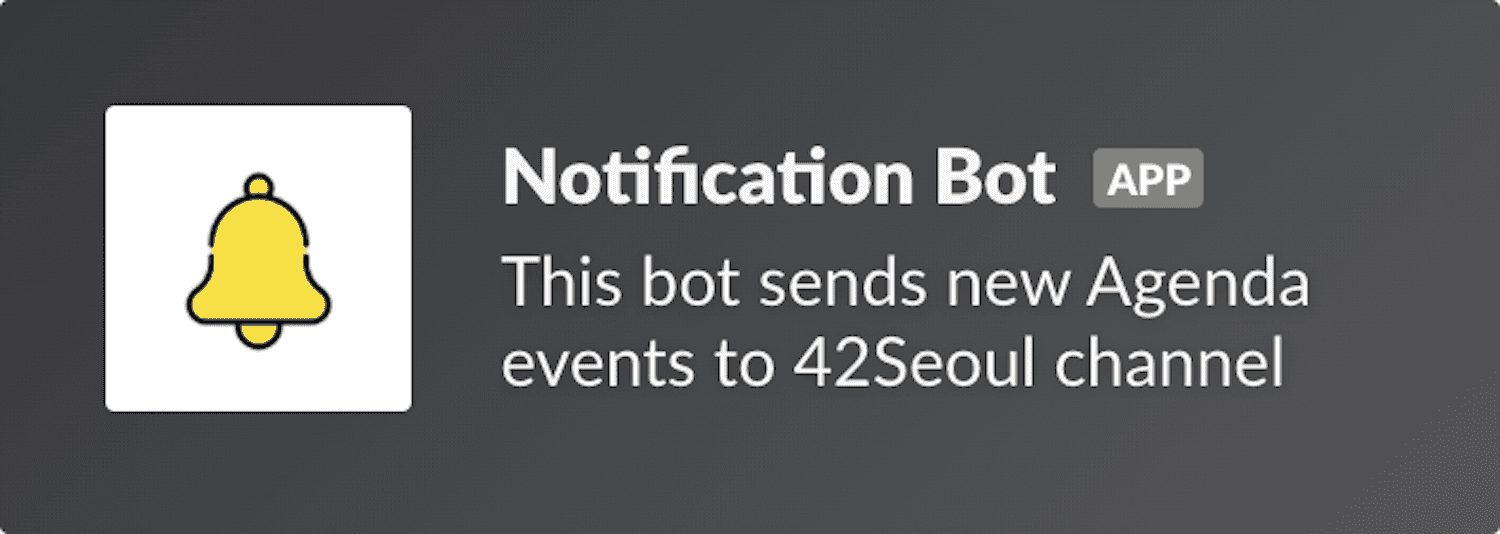 Notification Bot APP
This bot sends new Agenda
events to 42Seoul channel